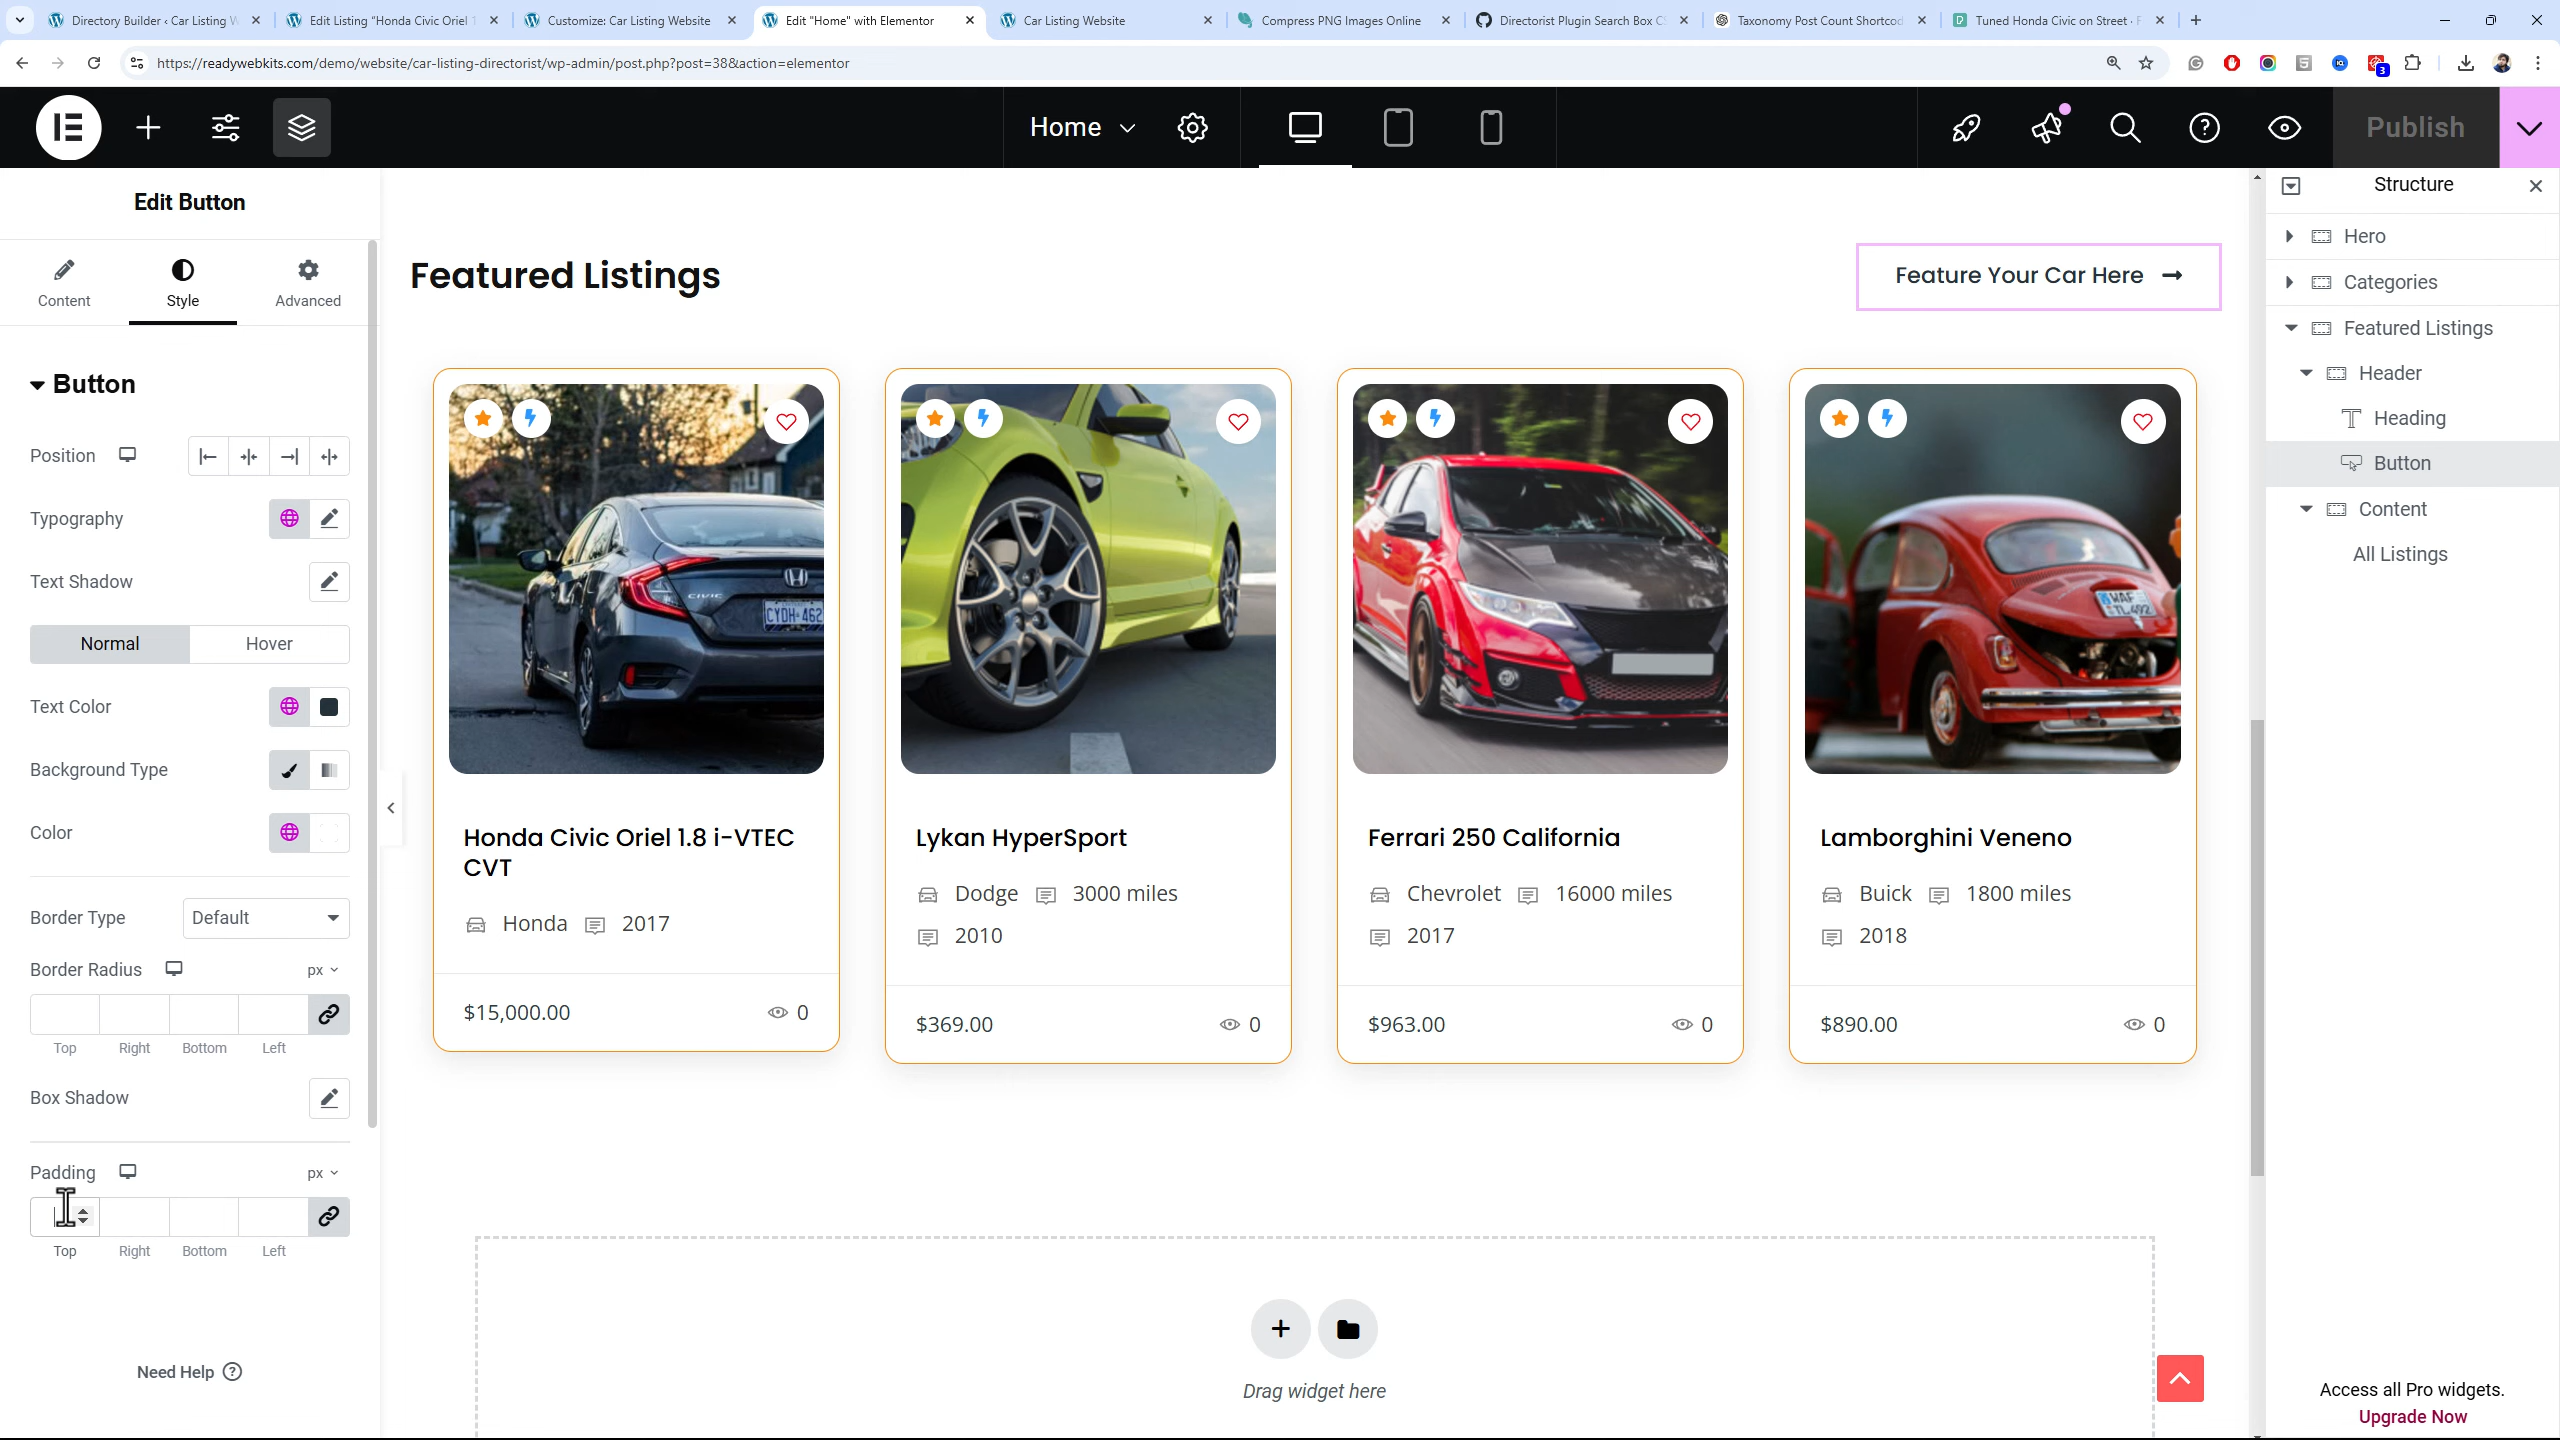 Directory Builder ‹ Car Listing W
Edit Listing "Honda Civic Oriel 1
Customize: Car Listing Website
Edit "Home" with Elementor
Car Listing Website
Compress PNG Images Online
Directorist Plugin Search Box CS
Taxonomy Post Count Shortcod
Tuned Honda Civic on Street · F
https://readywebkits.com/demo/website/car-listing-directorist/wp-admin/post.php?post=38&action=elementor
3
Home
Publish
Edit Button
Content
Style
Advanced
Button
Position
Typography
Text Shadow
Normal
Hover
Text Color
Background Type
Color
Border Type
Default
Border Radius
px
Top
Right
Bottom
Left
Box Shadow
Padding
px
Top
Right
Bottom
Left
Need Help
Featured Listings
Feature Your Car Here
CIVIC
CYDH·462
Honda Civic Oriel 1.8 i-VTEC
CVT
Honda
2017
$15,000.00
0
Lykan HyperSport
Dodge
3000 miles
2010
$369.00
0
Ferrari 250 California
Chevrolet
16000 miles
2017
$963.00
0
Lamborghini Veneno
Buick
1800 miles
2018
$890.00
0
Drag widget here
Structure
Hero
Categories
Featured Listings
Header
Heading
Button
Content
All Listings
Access all Pro widgets.
Upgrade Now